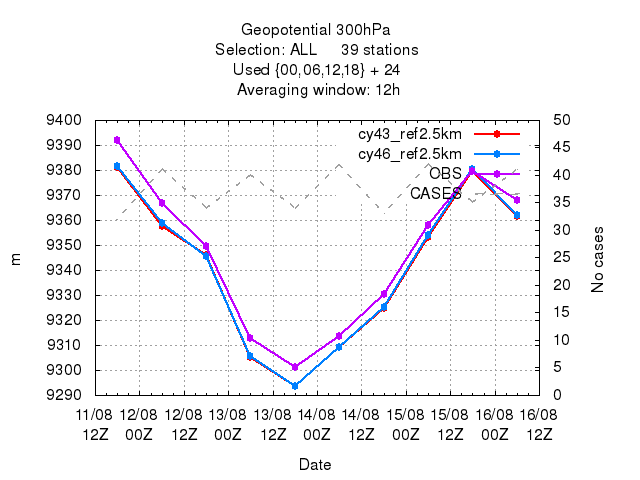 Geopotential 300hPa
Selection: ALL 39 stations
Used {00,06,12,18} + 24
Averaging window: 12h
9400
9390
9380
9370
9360
9350
9340
9330
9320
9310
9300
9290
m
50
45
40
35
30
25
20
15
10
5
0
No cases
cy43_ref2.5km
cy46_ref2.5km
OBS
CASES
11/08 12/08 12/08 13/08 13/08 14/08 14/08 15/08 15/08 16/08 16/08
12Z 00Z 12Z 00Z 12Z 00Z 12Z 00Z 12Z 00Z 12Z
Date